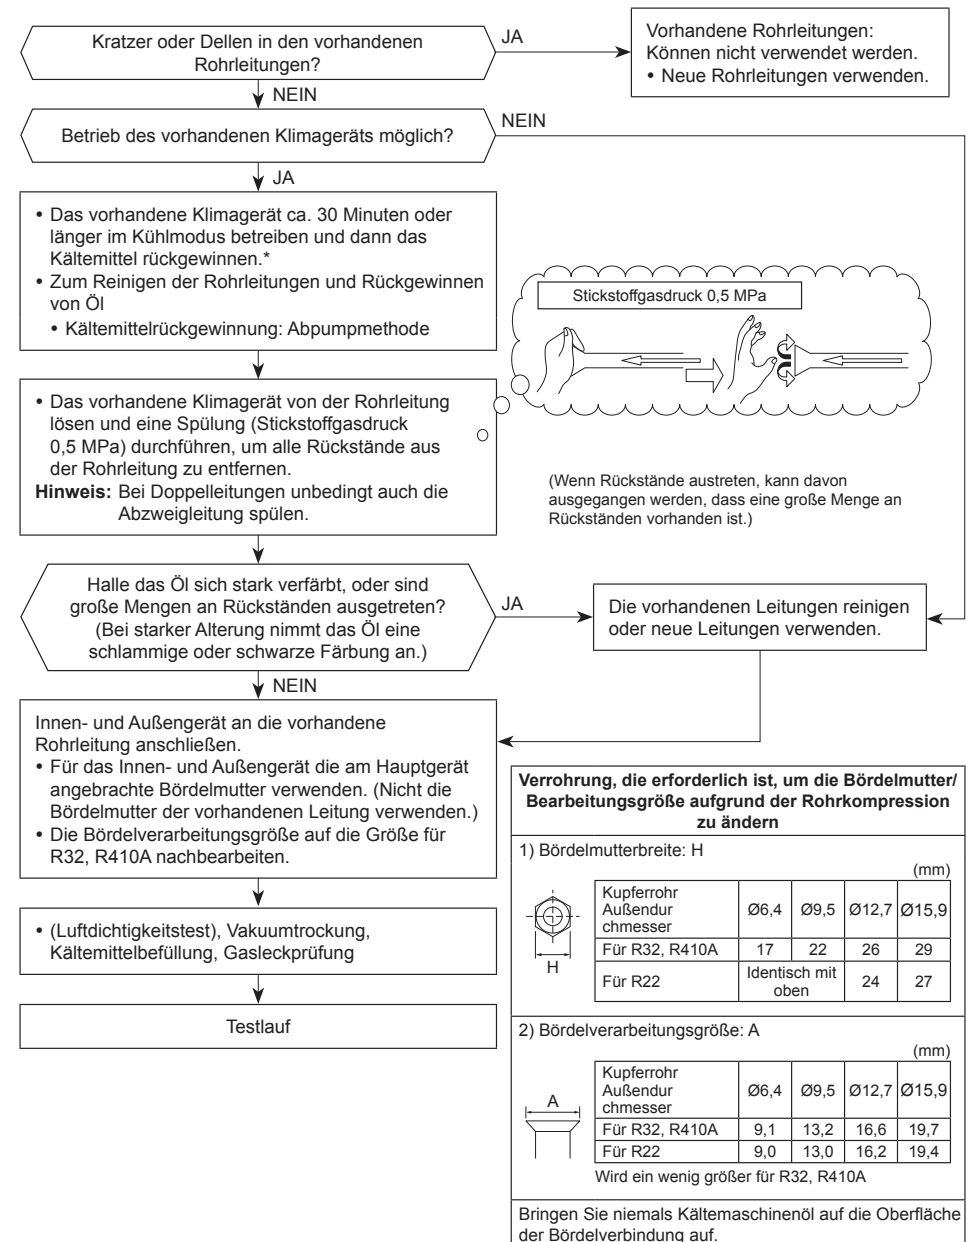 Kratzer oder Dellen in den vorhandenen
Rohrleitungen?
JA
Vorhandene Rohrleitungen:
Können nicht verwendet werden.
• Neue Rohrleitungen verwenden.
NEIN
Betrieb des vorhandenen Klimageräts möglich?
NEIN
JA
• Das vorhandene Klimagerät ca. 30 Minuten oder
länger im Kühlmodus betreiben und dann das
Kältemittel rückgewinnen.*
• Zum Reinigen der Rohrleitungen und Rückgewinnen
von Öl
• Kältemittelrückgewinnung: Abpumpmethode
Stickstoffgasdruck 0,5 MPa
• Das vorhandene Klimagerät von der Rohrleitung
lösen und eine Spülung (Stickstoffgasdruck
0,5 MPa) durchführen, um alle Rückstände aus
der Rohrleitung zu entfernen.
Hinweis: Bei Doppelleitungen unbedingt auch die
Abzweigleitung spülen.
(Wenn Rückstände austreten, kann davon
ausgegangen werden, dass eine große Menge an
Rückständen vorhanden ist.)
Halle das Öl sich stark verfärbt, oder sind
große Mengen an Rückständen ausgetreten?
(Bei starker Alterung nimmt das Öl eine
schlammige oder schwarze Färbung an.)
JA
Die vorhandenen Leitungen reinigen
oder neue Leitungen verwenden.
NEIN
Innen- und Außengerät an die vorhandene
Rohrleitung anschließen.
• Für das Innen- und Außengerät die am Hauptgerät
angebrachte Bördelmutter verwenden. (Nicht die
Bördelmutter der vorhandenen Leitung verwenden.)
• Die Bördelverarbeitungsgröße auf die Größe für
R32, R410A nachbearbeiten.
• (Luftdichtigkeitstest), Vakuumtrockung,
Kältemittelbefüllung, Gasleckprüfung
Testlauf
Verrohrung, die erforderlich ist, um die Bördelmutter/
Bearbeitungsgröße aufgrund der Rohrkompression
zu ändern
1) Bördelmutterbreite: H
(mm)
H
Kupferrohr
Außendur
chmesser
Ø6,4 Ø9,5 Ø12,7 Ø15,9
Für R32, R410A 17 22 26 29
Für R22 Identisch mit
oben 24 27
2) Bördelverarbeitungsgröße: A
(mm)
A
Kupferrohr
Außendur
chmesser
Ø6,4 Ø9,5 Ø12,7 Ø15,9
Für R32, R410A 9,1 13,2 16,6 19,7
Für R22 9,0 13,0 16,2 19,4
Wird ein wenig größer für R32, R410A
Bringen Sie niemals Kältemaschinenöl auf die Oberfläche
der Bördelverbindung auf.